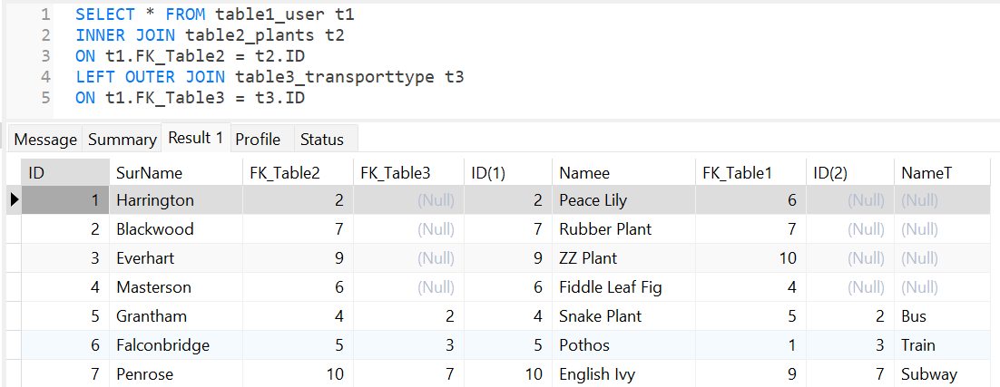 1 SELECT * FROM table1_user t1
2 INNER JOIN table2_plants t2
3 ON t1.FK_Table2 = t2.ID
4 LEFT OUTER JOIN table3_transporttype t3
5 ON t1.FK_Table3 = t3.ID
Message Summary Result 1 Profile Status
ID SurName FK_Table2 FK_Table3 ID(1) Namee FK_Table1 ID(2) NameT
1 Harrington 2 (Null) 2 Peace Lily 6 (Null) (Null)
2 Blackwood 7 (Null) 7 Rubber Plant 7 (Null) (Null)
3 Everhart 9 (Null) 9 ZZ Plant 10 (Null) (Null)
4 Masterson 6 (Null) 6 Fiddle Leaf Fig 4 (Null) (Null)
5 Grantham 4 2 4 Snake Plant 5 2 Bus
6 Falconbridge 5 3 5 Pothos 1 3 Train
7 Penrose 10 7 10 English Ivy 9 7 Subway